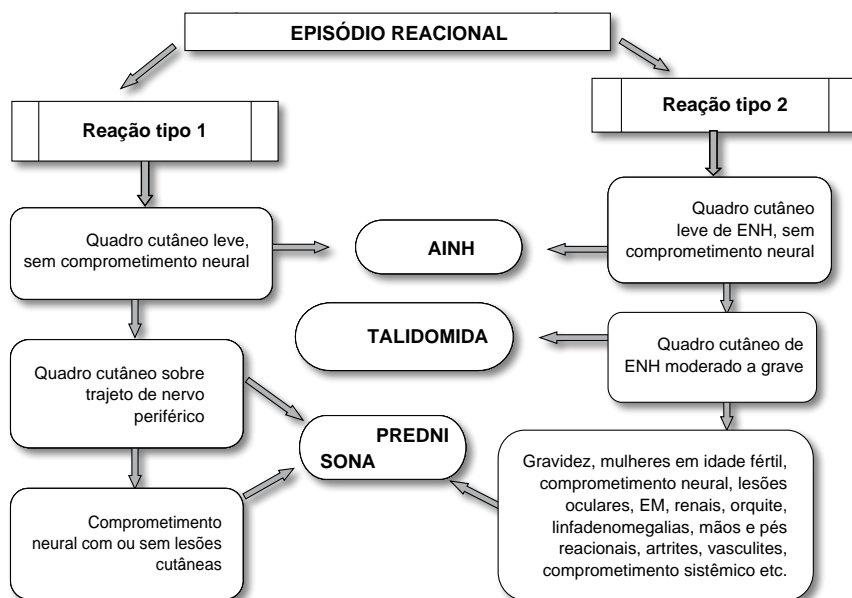 EPISÓDIO REACIONAL
Reação tipo 1
Reação tipo 2
Quadro cutâneo leve,
sem comprometimento neural
AINH
Quadro cutâneo
leve de ENH, sem
comprometimento neural
TALIDOMIDA
Quadro cutâneo de
ENH moderado a grave
Quadro cutâneo sobre
trajeto de nervo
periférico
PREDNI
SONA
Gravidez, mulheres em idade fértil,
comprometimento neural, lesões
oculares, EM, renais, orquite,
linfadenomegalias, mãos e pés
reacionais, artrites, vasculites,
comprometimento sistêmico etc.
Comprometimento
neural com ou sem lesões
cutâneas